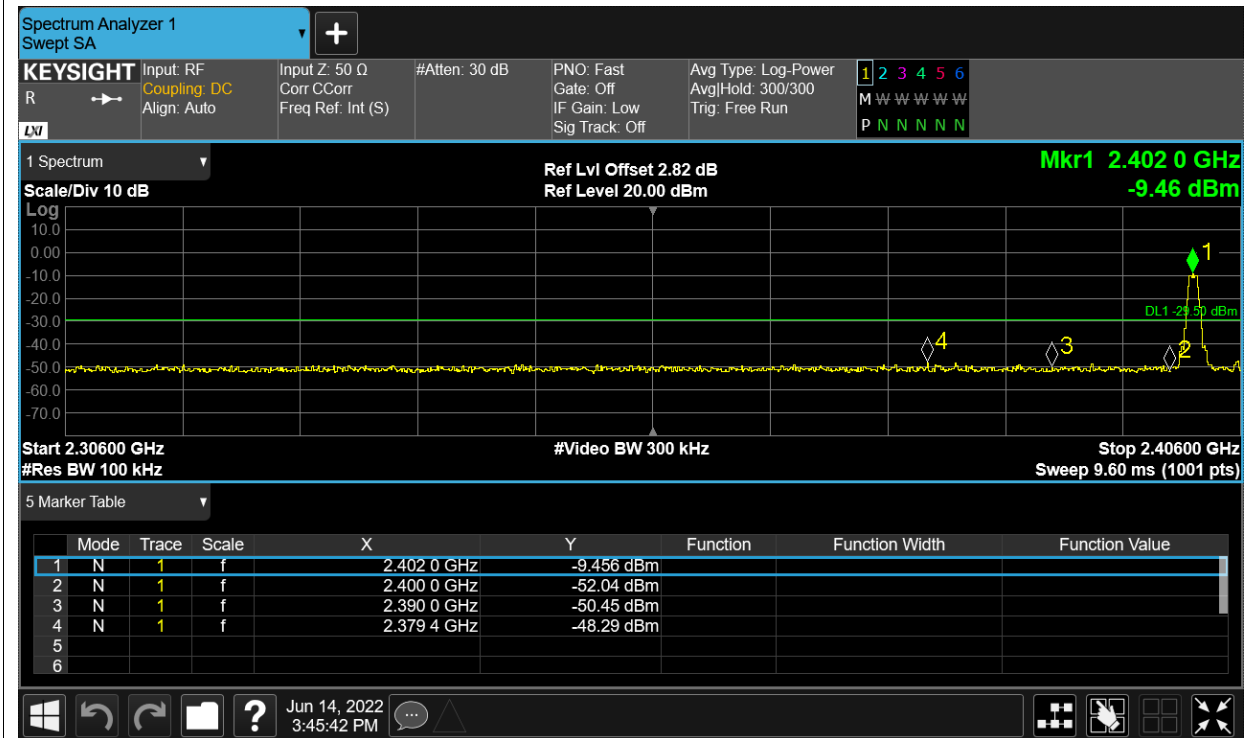 Spectrum Analyzer 1
Swept SA
+
KEYSIGHT
R
LXI
Input: RF
Coupling: DC
Align: Auto
Input Z: 50 Ω
Corr CCorr
Freq Ref: Int (S)
#Atten: 30 dB
PNO: Fast
Gate: Off
IF Gain: Low
Sig Track: Off
Avg Type: Log-Power
Avg|Hold: 300/300
Trig: Free Run
1 2 3 4 5 6
M W W W W W W
P N N N N N N
1 Spectrum
Scale/Div 10 dB
Ref Lvl Offset 2.82 dB
Ref Level 20.00 dBm
Mkr1 2.402 0 GHz
-9.46 dBm
Log
10.0
0.00
-10.0
-20.0
-30.0
-40.0
-50.0
-60.0
-70.0
1
DL1 -29.50 dBm
4
3
2
Start 2.30600 GHz
#Video BW 300 kHz
Stop 2.40600 GHz
#Res BW 100 kHz
Sweep 9.60 ms (1001 pts)
5 Marker Table
Mode Trace Scale X Y Function Function Width Function Value
1 N 1 f 2.402 0 GHz -9.456 dBm
2 N 1 f 2.400 0 GHz -52.04 dBm
3 N 1 f 2.390 0 GHz -50.45 dBm
4 N 1 f 2.379 4 GHz -48.29 dBm
5
6
?
Jun 14, 2022
3:45:42 PM